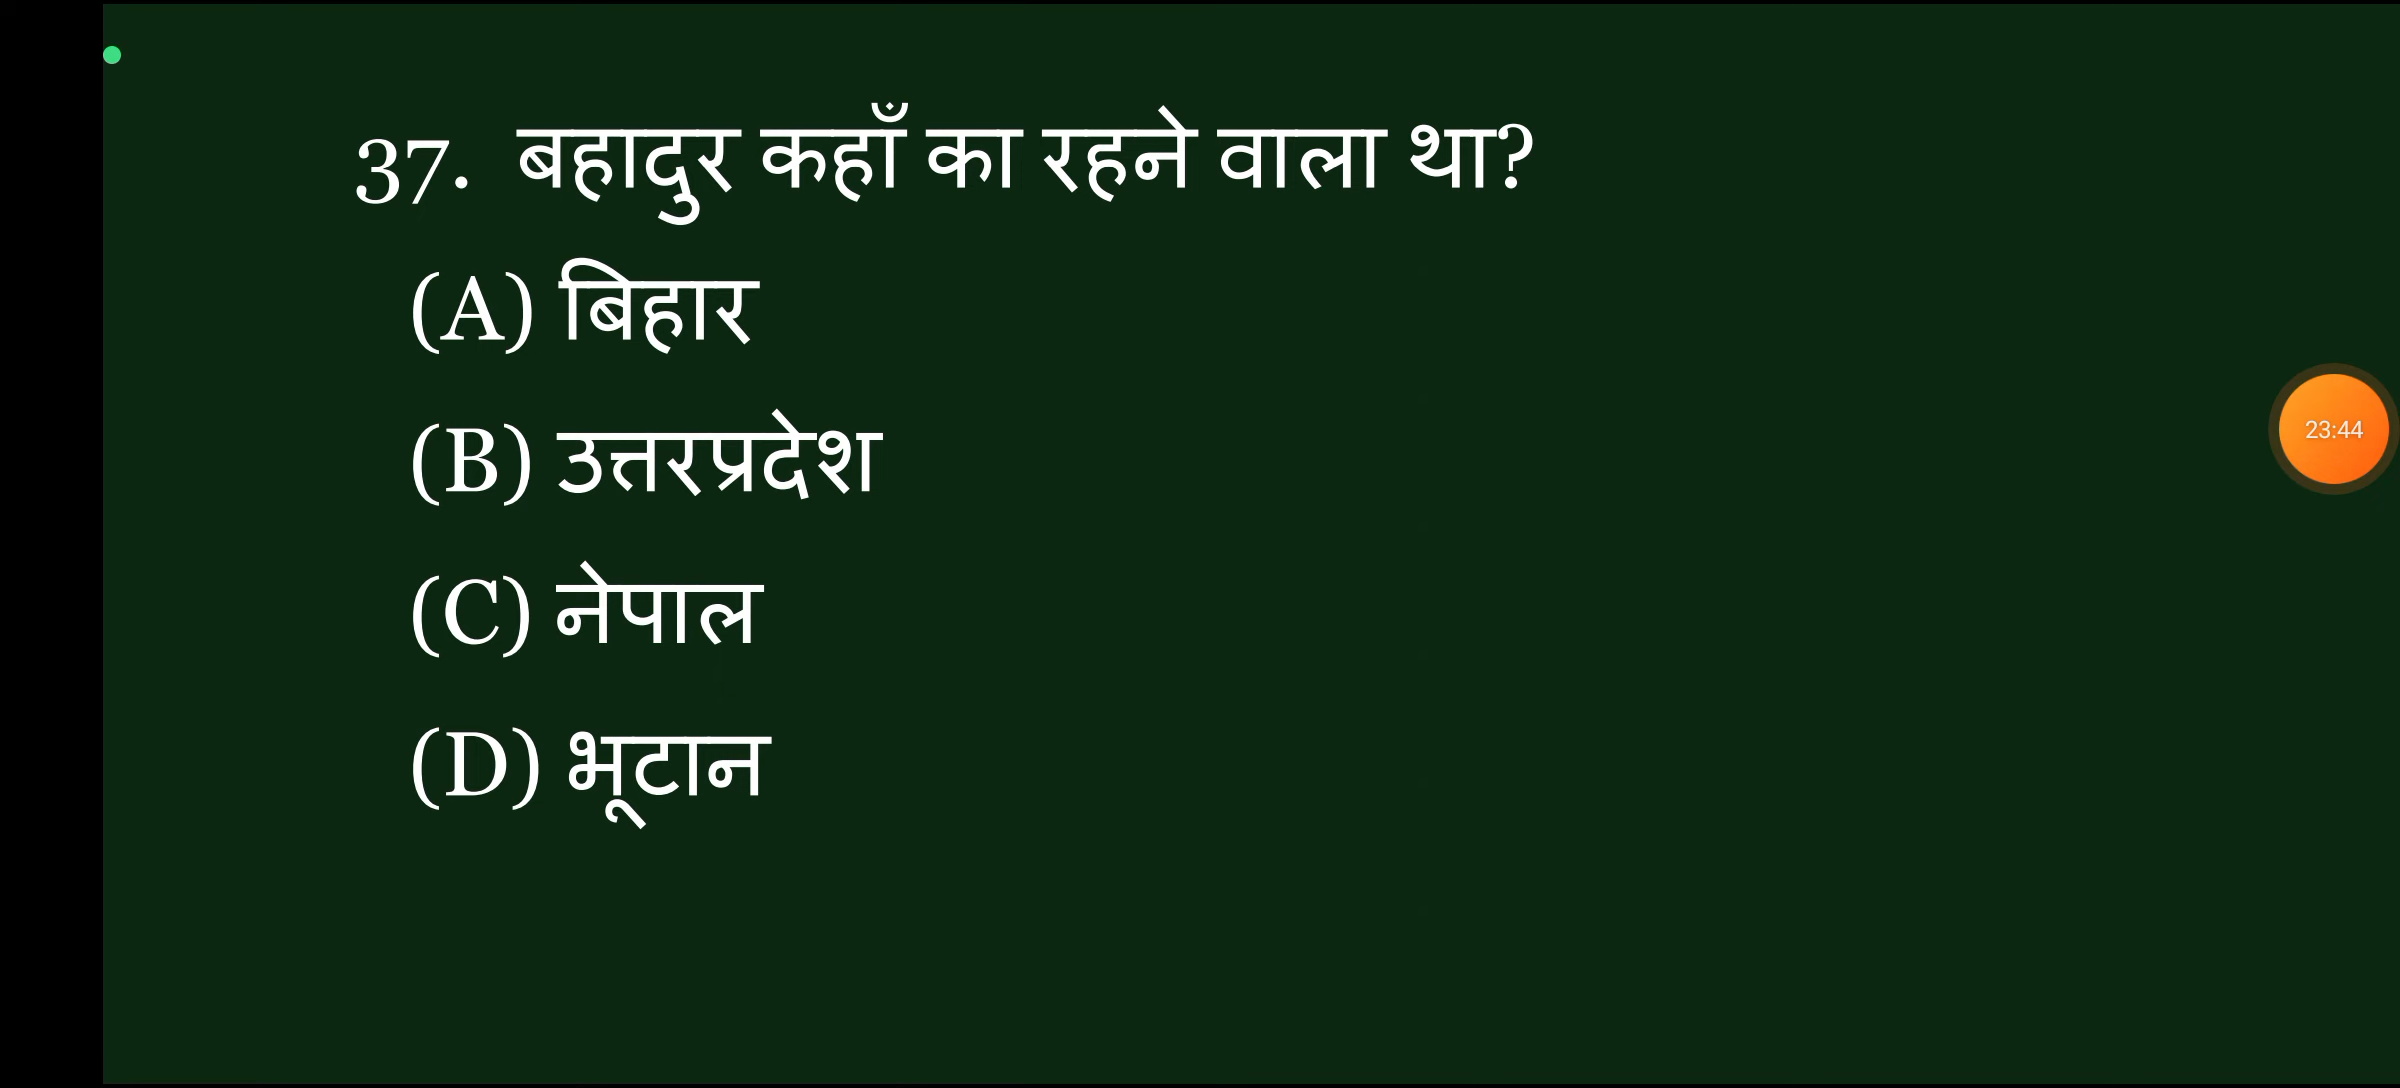 37. बहादुर कहाँ का रहने वाला था?
(A) बिहार
(B) उत्तरप्रदेश
(C) नेपाल
(D) भूटान
23:44